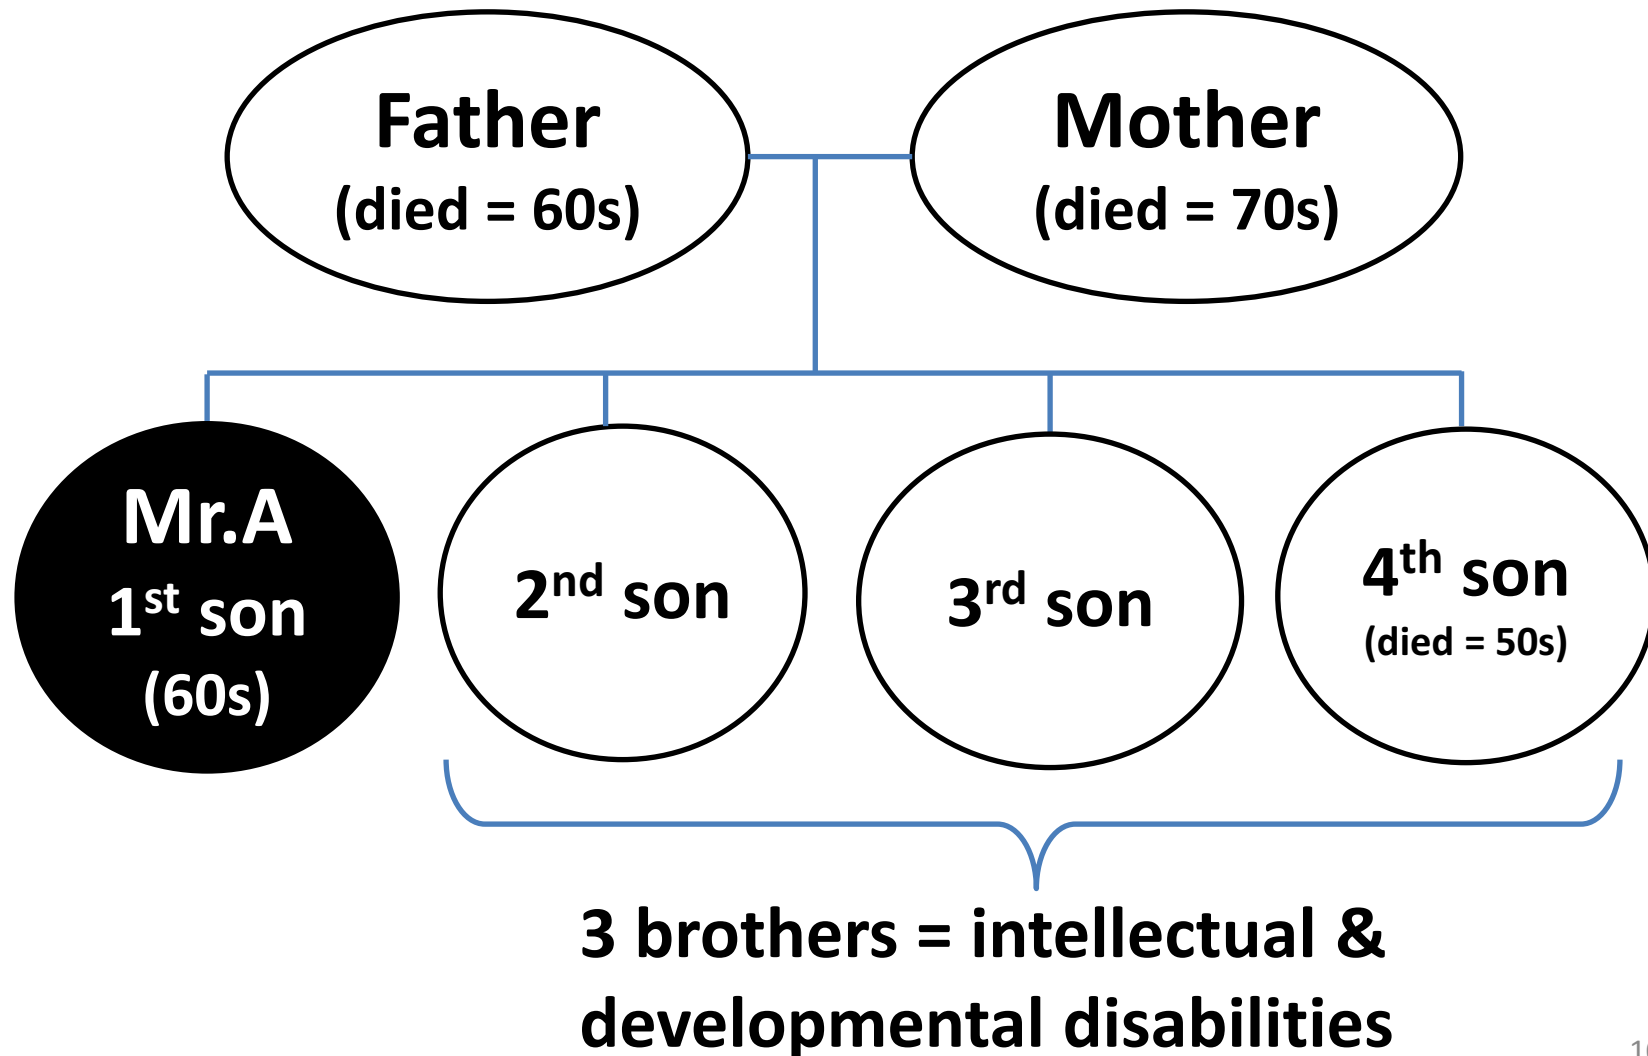 Father
(died = 60s)
Mother
(died = 70s)
Mr.A
1st son
(60s)
2nd son
3rd son
4th son
(died = 50s)
3 brothers = intellectual &
developmental disabilities